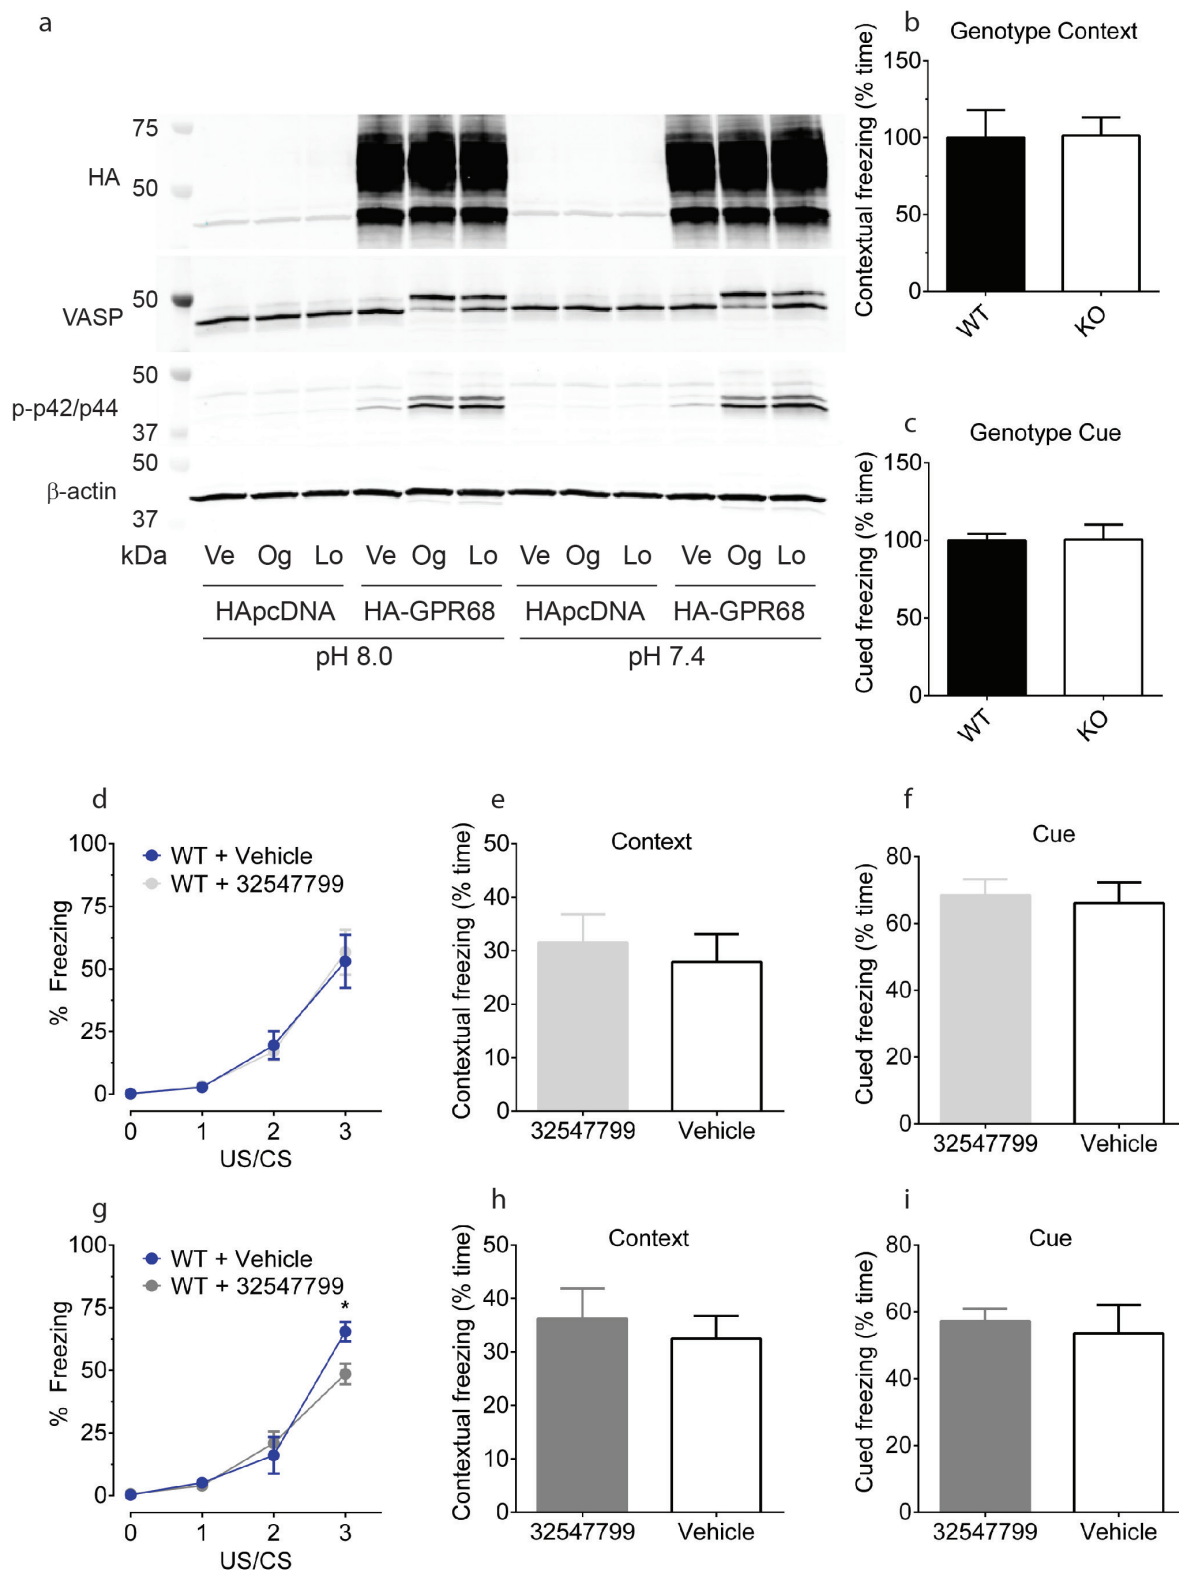 a
75
HA
50
50
VASP
50
p-p42/p44
37
50
β-actin
37
kDa Ve Og Lo Ve Og Lo Ve Og Lo Ve Og Lo
HApcDNA HA-GPR68 HApcDNA HA-GPR68
pH 8.0 pH 7.4
b
Genotype Context
Contextual freezing (% time)
150
100
50
0
WT KO
c
Genotype Cue
Cued freezing (% time)
150
100
50
0
WT KO
d
WT + Vehicle
WT + 32547799
% Freezing
100
75
50
25
0
0 1 2 3
US/CS
e
Context
Contextual freezing (% time)
50
40
30
20
10
0
32547799 Vehicle
f
Cue
Cued freezing (% time)
80
60
40
20
0
32547799 Vehicle
g
WT + Vehicle
WT + 32547799
*
% Freezing
100
75
50
25
0
0 1 2 3
US/CS
h
Context
Contextual freezing (% time)
50
40
30
20
10
0
32547799 Vehicle
i
Cue
Cued freezing (% time)
80
60
40
20
0
32547799 Vehicle